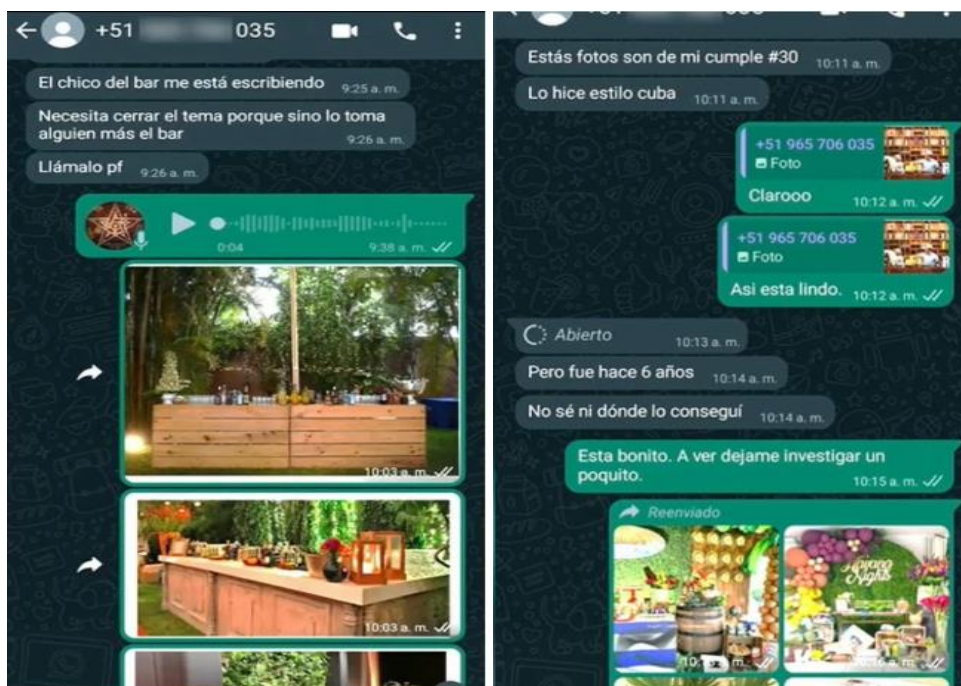 +51 035
El chico del bar me está escribiendo 9:25 a. m.
Necesita cerrar el tema porque sino lo toma
alguien más el bar 9:26 a. m.
Llámalo pf 9:26 a. m.
0:04 9:38 a. m.
10:03 a. m.
10:03 a. m.
Estás fotos son de mi cumple #30 10:11 a. m.
Lo hice estilo cuba 10:11 a. m.
+51 965 706 035
Foto
Clarooo 10:12 a. m.
+51 965 706 035
Foto
Asi esta lindo. 10:12 a. m.
Abierto 10:13 a. m.
Pero fue hace 6 años 10:14 a. m.
No sé ni dónde lo conseguí 10:14 a. m.
Esta bonito. A ver dejame investigar un
poquito. 10:15 a. m.
Reenviado
Nights